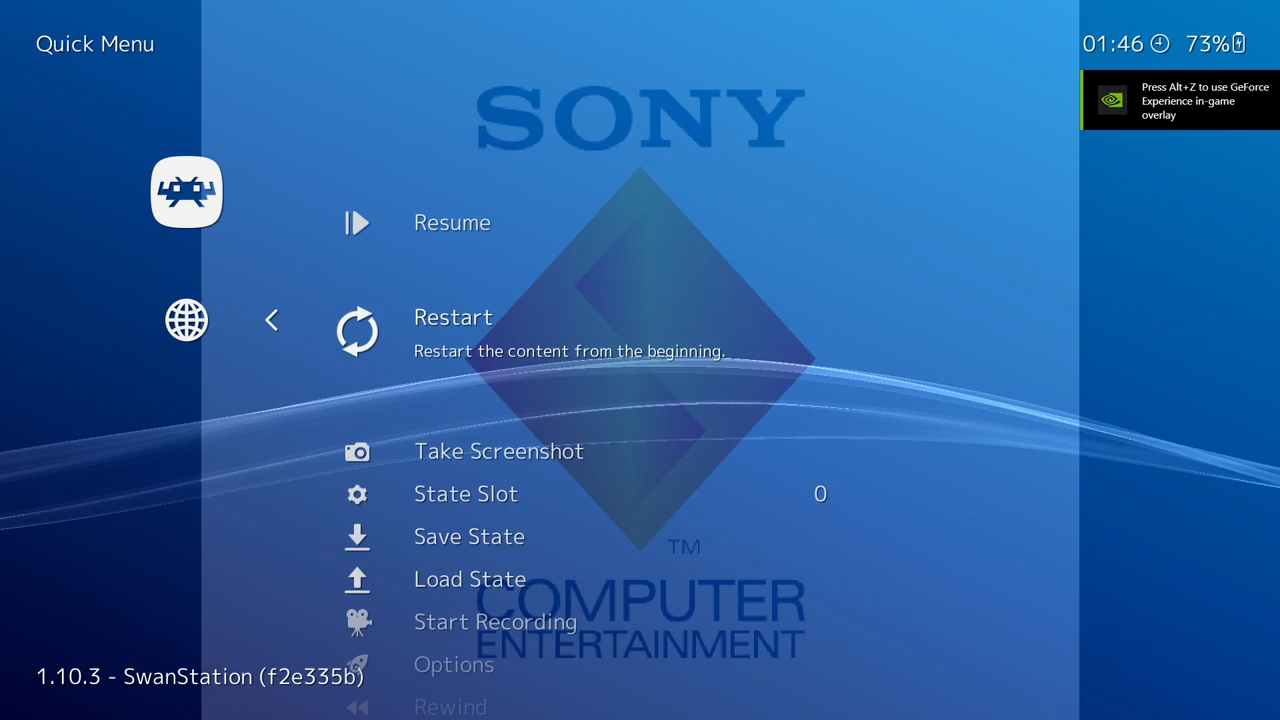 Quick Menu
01:46 73%
Press Alt+Z to use GeForce
Experience in-game
overlay
SONY
Resume
Restart
Restart the content from the beginning.
Take Screenshot
State Slot 0
Save State
TM
Load State
COMPUTER
Start Recording
ENTERTAINMENT
Options
1.10.3 - SwanStation (f2e335b)
Rewind